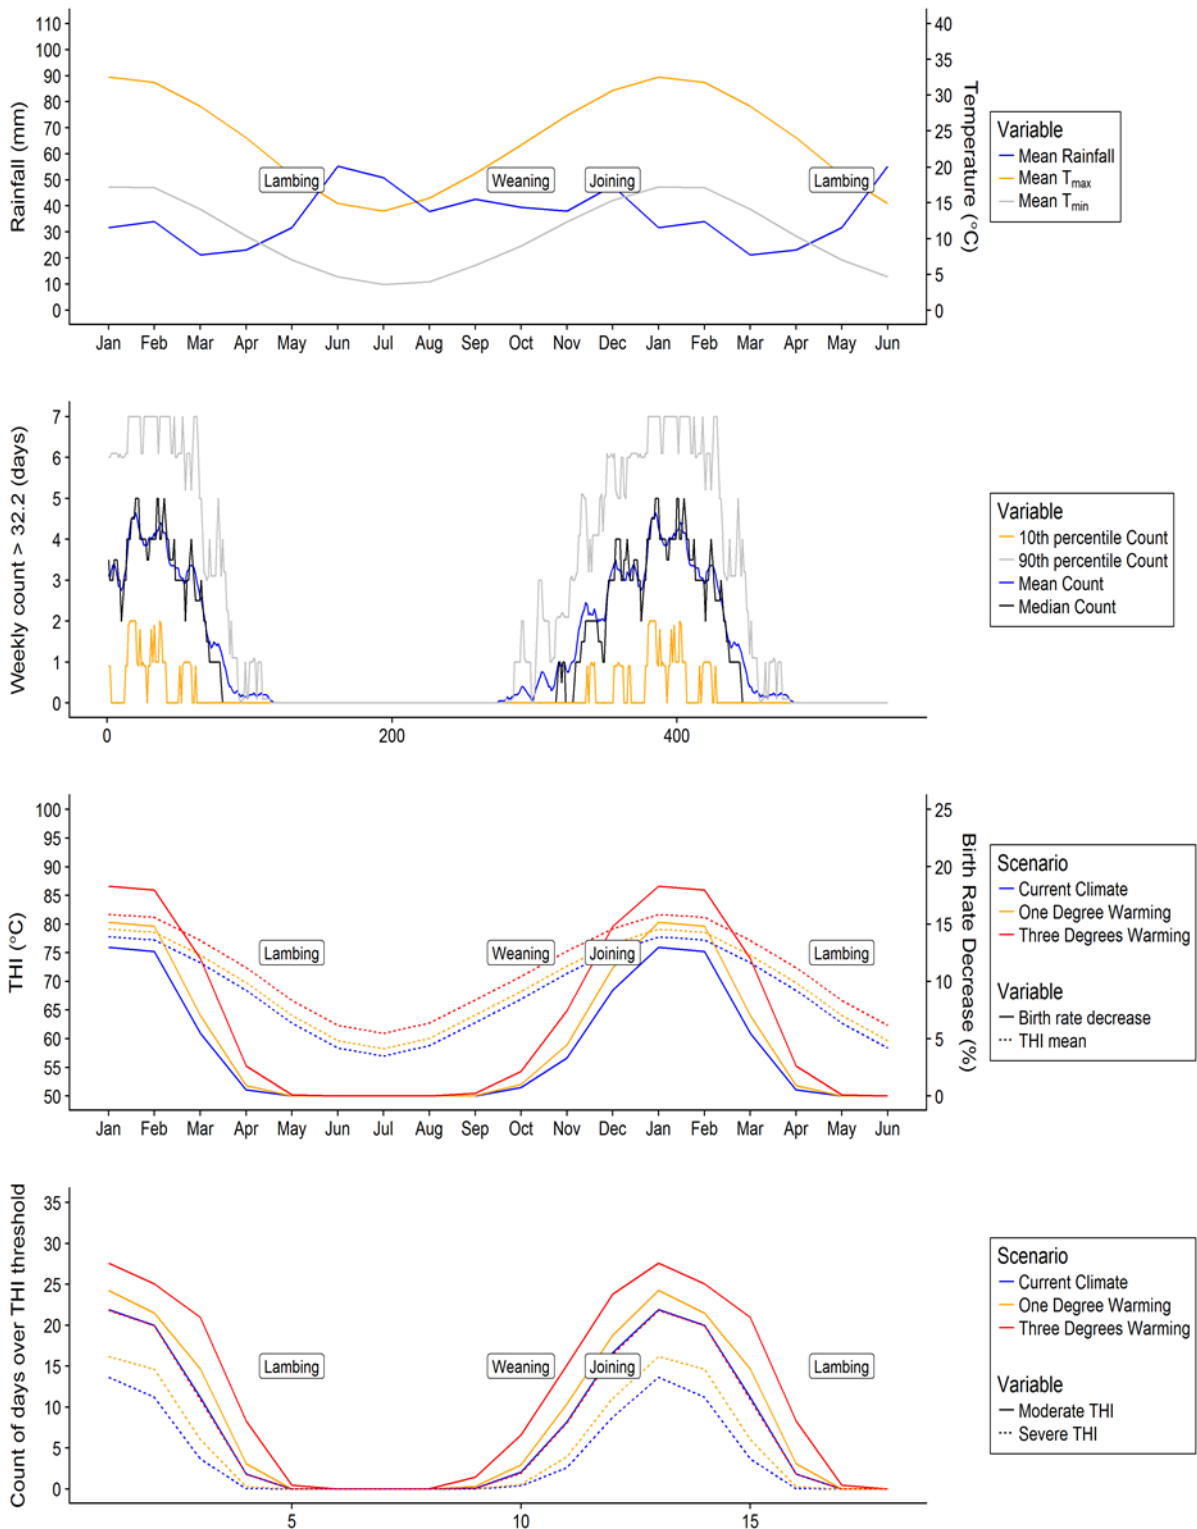 Rainfall (mm)
110
100
90
80
70
60
50
40
30
20
10
0
Lambing
Weaning
Joining
Lambing
40
35
30
25
20
15
10
5
0
Temperature (°C)
Jan Feb Mar Apr May Jun Jul Aug Sep Oct Nov Dec Jan Feb Mar Apr May Jun
Variable
Mean Rainfall
Mean Tmax
Mean Tmin
Weekly count > 32.2 (days)
7
6
5
4
3
2
1
0
0 200 400
Variable
10th percentile Count
90th percentile Count
Mean Count
Median Count
THI (°C)
100
95
90
85
80
75
70
65
60
55
50
Lambing
Weaning
Joining
Lambing
25
20
15
10
5
0
Birth Rate Decrease (%)
Jan Feb Mar Apr May Jun Jul Aug Sep Oct Nov Dec Jan Feb Mar Apr May Jun
Scenario
Current Climate
One Degree Warming
Three Degrees Warming
Variable
Birth rate decrease
THI mean
Count of days over THI threshold
35
30
25
20
15
10
5
0
Lambing
Weaning
Joining
Lambing
5 10 15
Scenario
Current Climate
One Degree Warming
Three Degrees Warming
Variable
Moderate THI
Severe THI